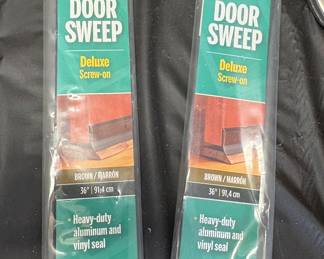 DOOR
SWEEP
Deluxe
Screw-on
BROWN/MARRÓN
36" | 91,4 cm
• Heavy-duty
aluminum and
vinyl seal
DOOR
SWEEP
Deluxe
Screw-on
BROWN/MARRÓN
36" | 91,4 cm
• Heavy-duty
aluminum and
vinyl seal